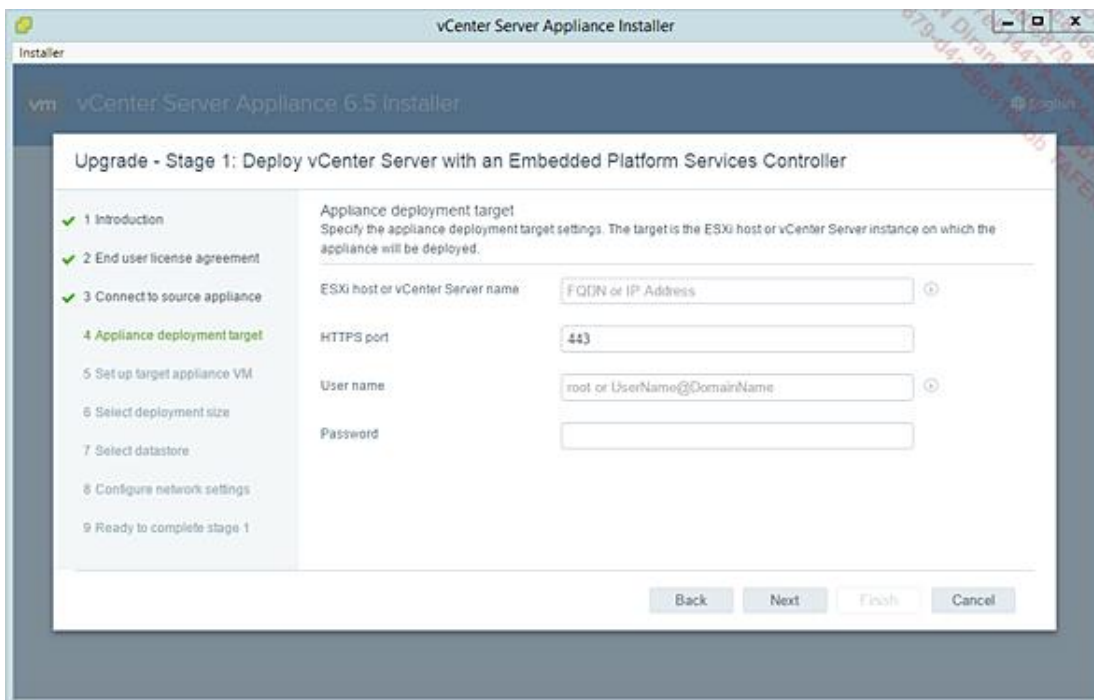 vCenter Server Appliance Installer
Installer
vm vCenter Server Appliance 6.5 Installer
English
Upgrade - Stage 1: Deploy vCenter Server with an Embedded Platform Services Controller
1 Introduction
2 End user license agreement
3 Connect to source appliance
4 Appliance deployment target
5 Set up target appliance VM
6 Select deployment size
7 Select datastore
8 Configure network settings
9 Ready to complete stage 1
Appliance deployment target
Specify the appliance deployment target settings. The target is the ESXi host or vCenter Server instance on which the
appliance will be deployed.
ESXi host or vCenter Server name
FQDN or IP Address
HTTPS port
443
User name
root or UserName@DomainName
Password
Back
Next
Finish
Cancel